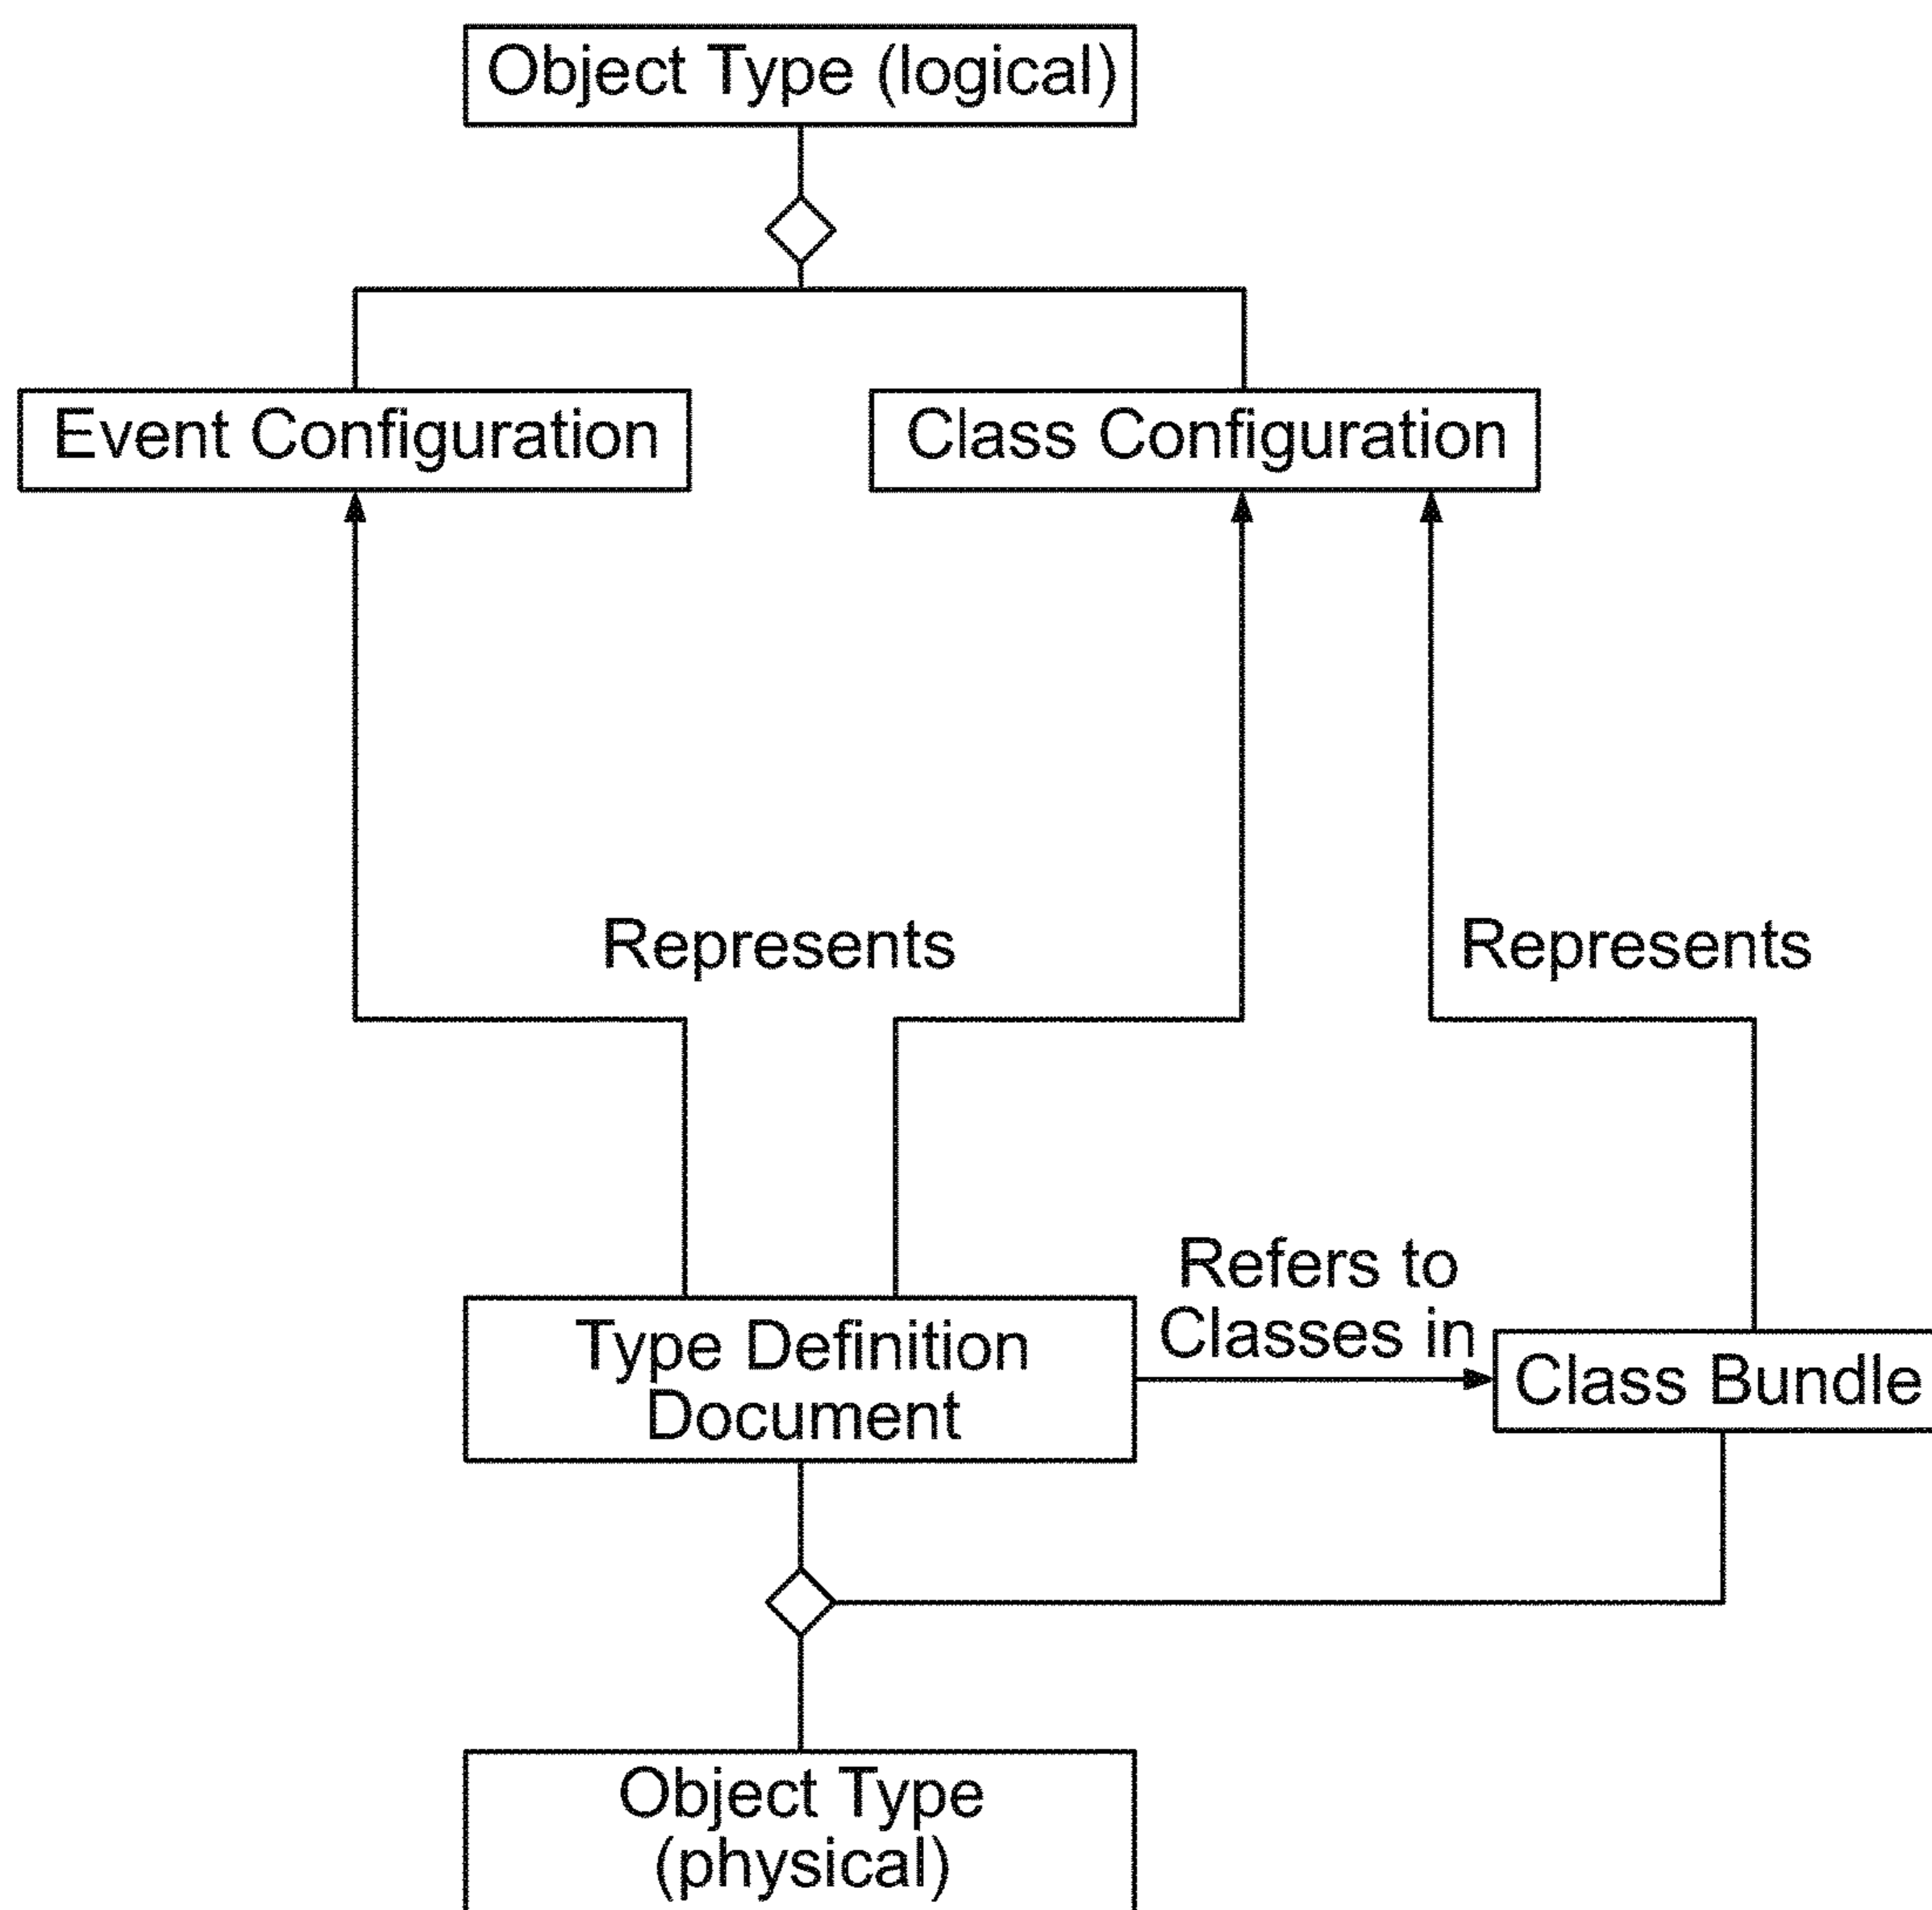 Object Type (logical)
Event Configuration
Class Configuration
Represents
Represents
Refers to
Classes in
Type Definition
Document
Class Bundle
Object Type
(physical)